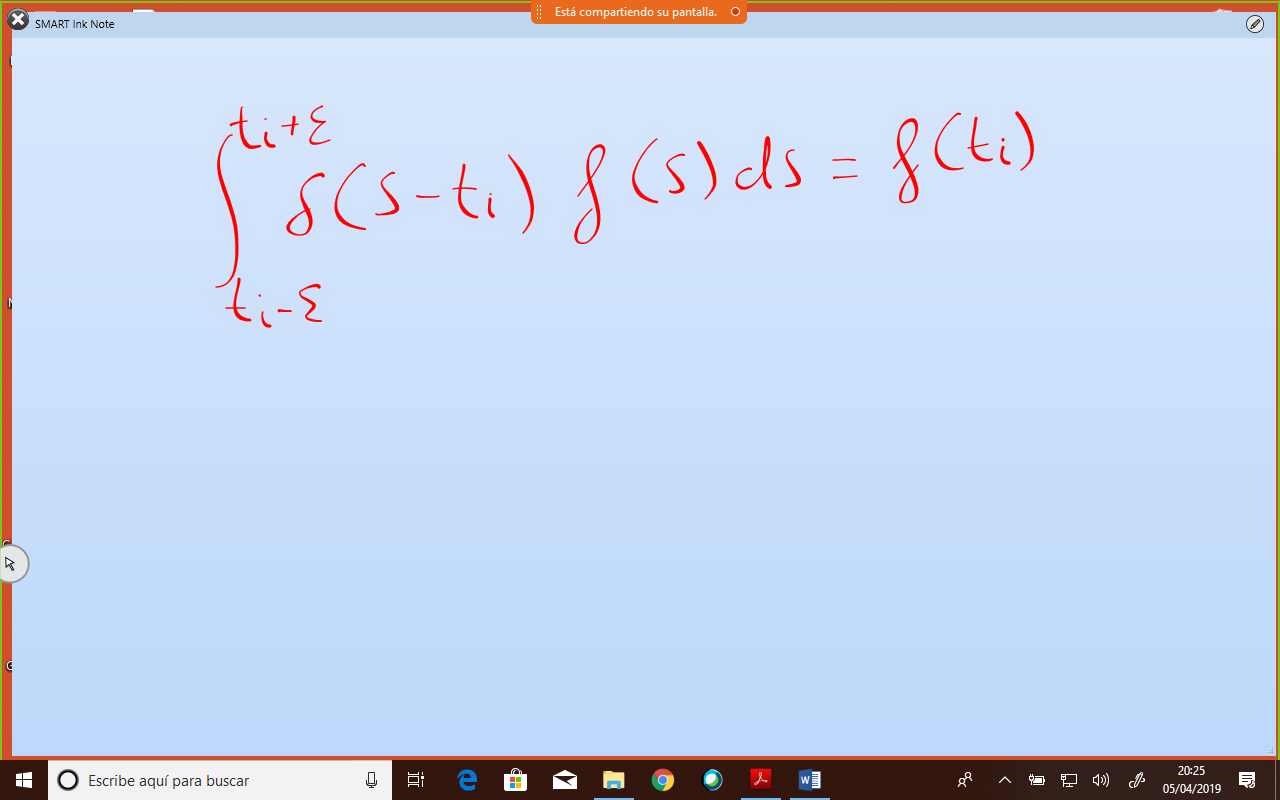 Está compartiendo su pantalla.
SMART Ink Note
∫_{ti-ε}^{ti+ε} δ(s-ti) f(s) ds = f(ti)
Escribe aquí para buscar
20:25
05/04/2019